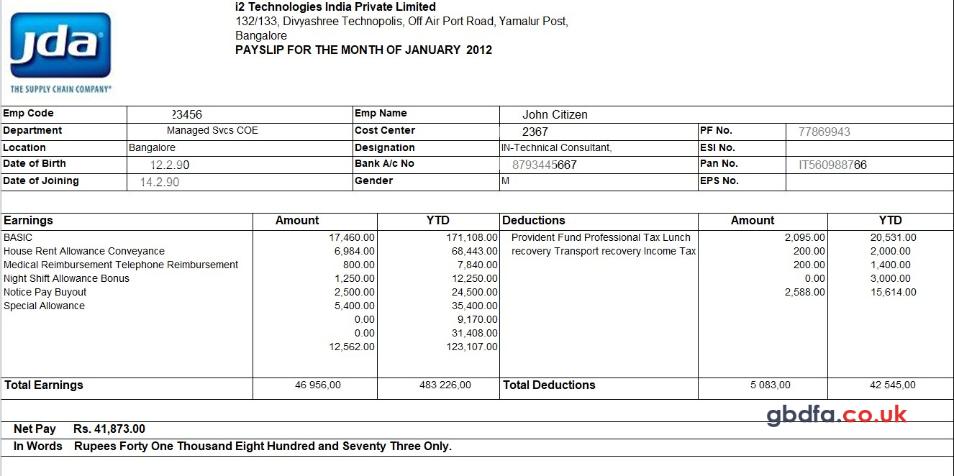 i2 Technologies India Private Limited
132/133, Divyashree Technopolis, Off Air Port Road, Yamalur Post,
Bangalore
PAYSLIP FOR THE MONTH OF JANUARY 2012
jda
THE SUPPLY CHAIN COMPANY®
Emp Code 23456 Emp Name John Citizen
Department Managed Svcs COE Cost Center 2367 PF No. 77869943
Location Bangalore Designation IN-Technical Consultant, ESI No.
Date of Birth 12.2.90 Bank A/c No 8793445667 Pan No. IT560988766
Date of Joining 14.2.90 Gender M EPS No.
Earnings Amount YTD Deductions Amount YTD
BASIC 17,460.00 171,108.00 Provident Fund Professional Tax Lunch 2,095.00 20,531.00
House Rent Allowance Conveyance 6,984.00 68,443.00 recovery Transport recovery Income Tax 200.00 2,000.00
Medical Reimbursement Telephone Reimbursement 800.00 7,840.00 200.00 1,400.00
Night Shift Allowance Bonus 1,250.00 12,250.00 0.00 3,000.00
Notice Pay Buyout 2,500.00 24,500.00 2,588.00 15,614.00
Special Allowance 5,400.00 35,400.00
0.00 9,170.00
0.00 31,408.00
12,562.00 123,107.00
Total Earnings 46 956,00 483 226,00 Total Deductions 5 083,00 42 545,00
gbdfa.co.uk
Net Pay Rs. 41,873.00
In Words Rupees Forty One Thousand Eight Hundred and Seventy Three Only.